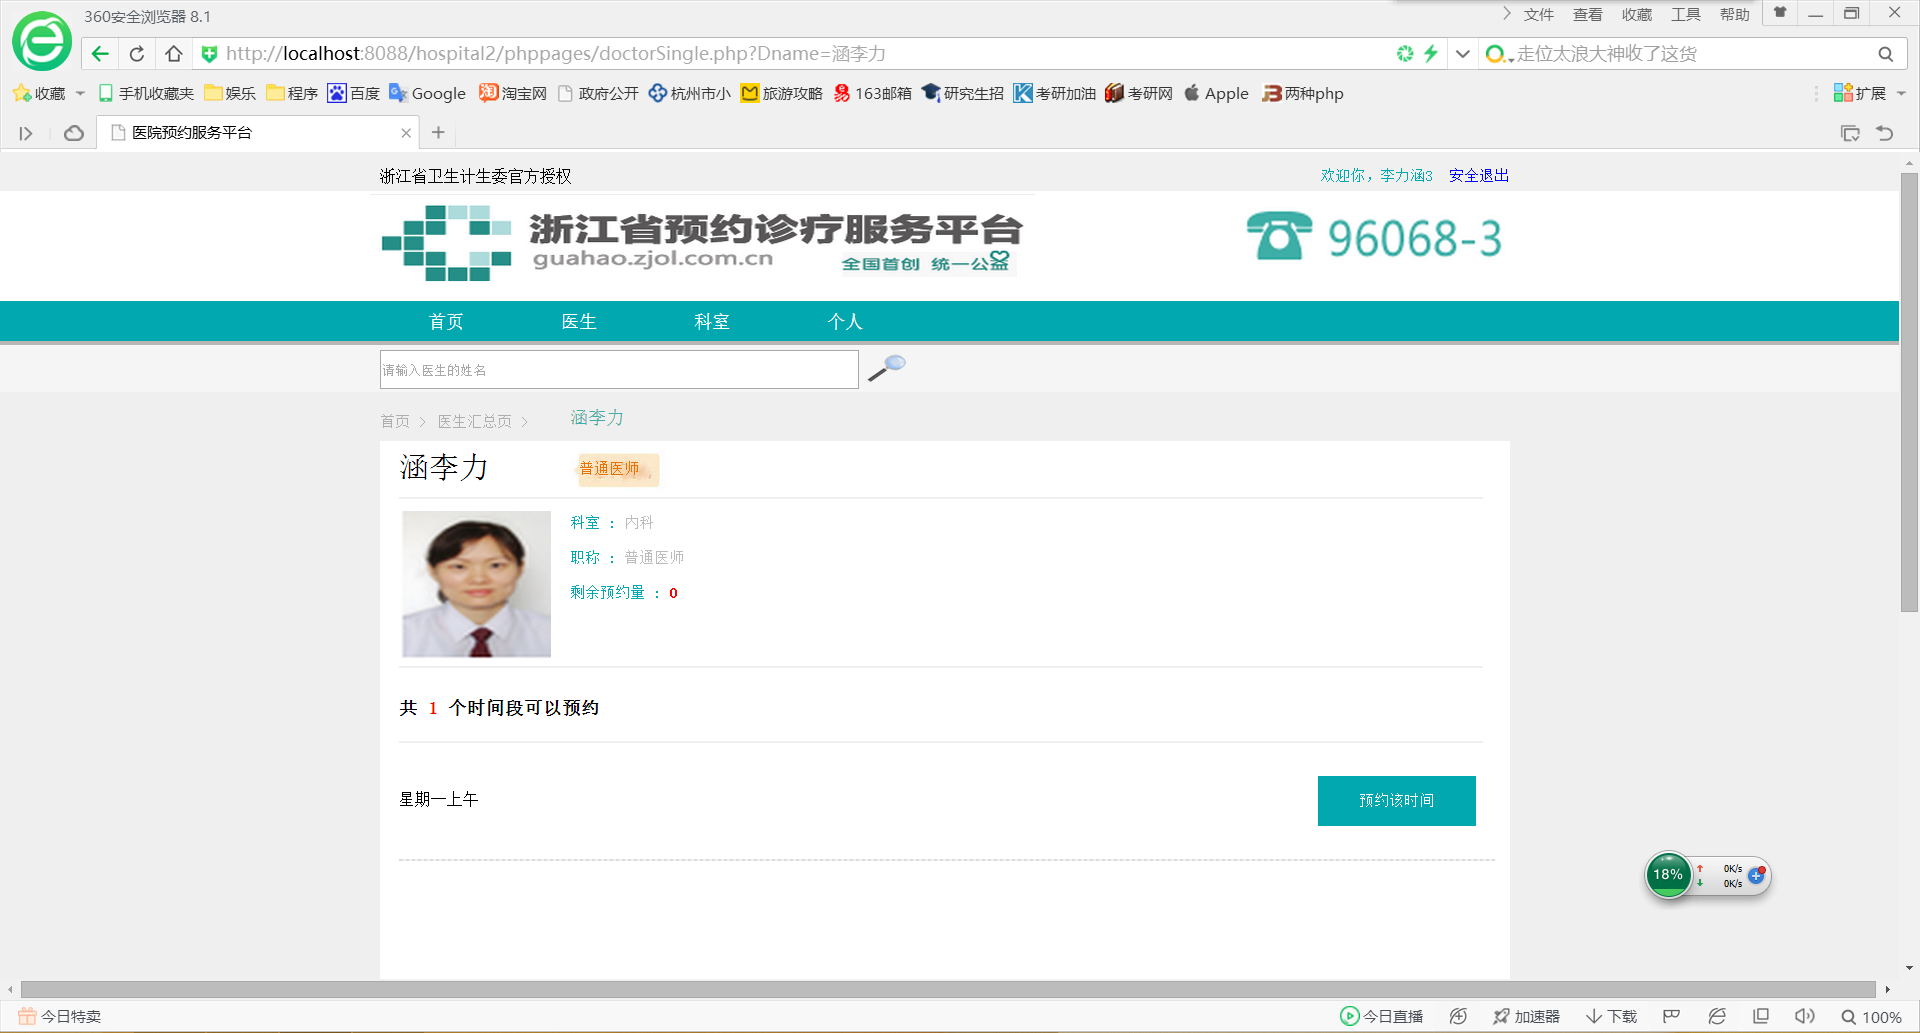 360安全浏览器 8.1
文件 查看 收藏 工具 帮助
http://localhost:8088/hospital2/phppages/doctorSingle.php?Dname=涵李力
走位太浪大神收了这货
收藏 手机收藏夹 娱乐 程序 百度 Google 淘宝网 政府公开 杭州市小 旅游攻略 163邮箱 研究生招 考研加油 考研网 Apple 两种php 扩展
医院预约服务平台
浙江省卫生计生委官方授权
欢迎你，李力涵3 安全退出
浙江省预约诊疗服务平台
guahao.zjol.com.cn
全国首创 统一公益
96068-3
首页 医生 科室 个人
请输入医生的姓名
首页 > 医生汇总页 > 涵李力
涵李力 普通医师
科室 ： 内科
职称 ： 普通医师
剩余预约量 ： 0
共 1 个时间段可以预约
星期一上午 预约该时间
18% 0K/s
0K/s
今日特卖 今日直播 加速器 下载 100%